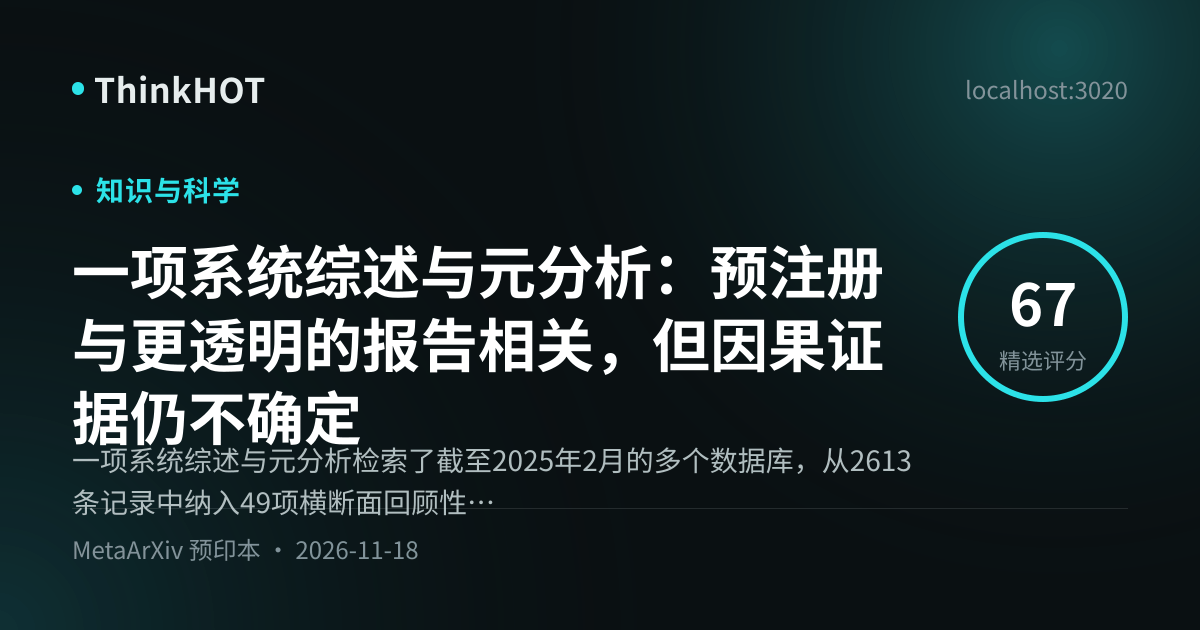 ThinkHOT
localhost:3020
知识与科学
一项系统综述与元分析：预注册
与更透明的报告相关，但因果证
据仍不确定
67
精选评分
一项系统综述与元分析检索了截至2025年2月的多个数据库，从2613
条记录中纳入49项横断面回顾性…
MetaArXiv 预印本 · 2026-11-18